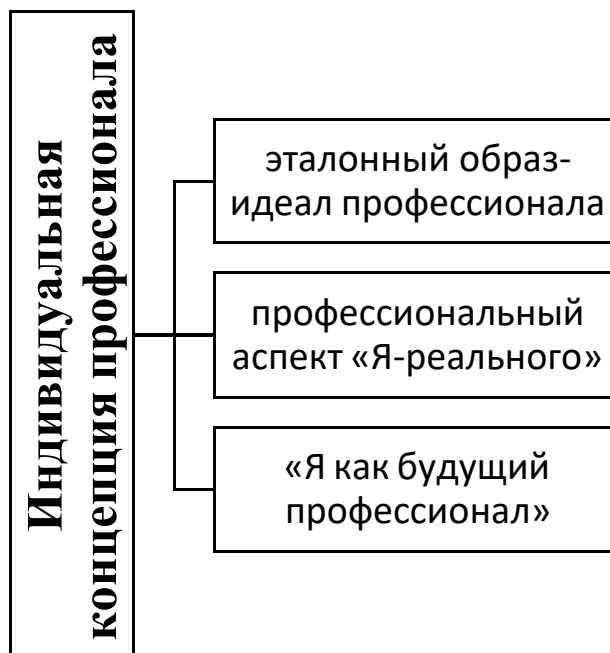 Индивидуальная
концепция профессионала
эталонный образ-
идеал профессионала
профессиональный
аспект «Я-реального»
«Я как будущий
профессионал»